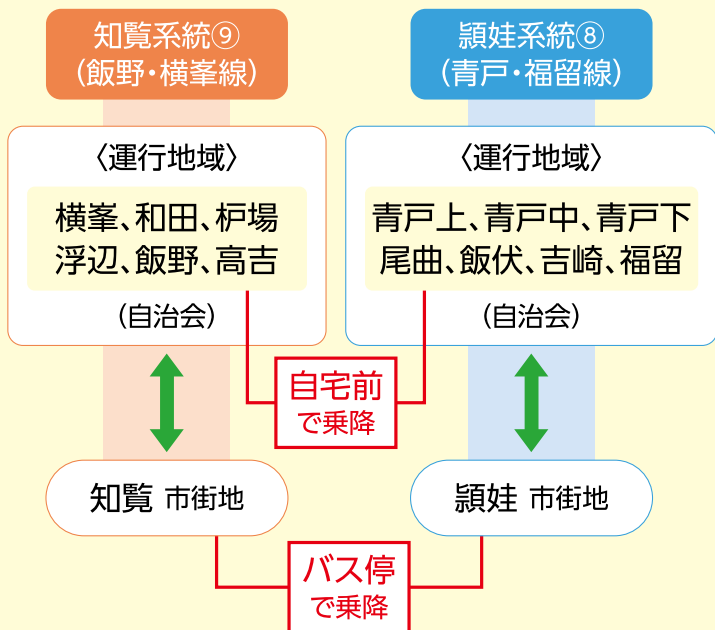 知覧系統⑨
(飯野・横峯線)
〈運行地域〉
横峯、和田、枦場
浮辺、飯野、高吉
(自治会)
頴娃系統⑧
(青戸・福留線)
〈運行地域〉
青戸上、青戸中、青戸下
尾曲、飯伏、吉崎、福留
(自治会)
自宅前
で乗降
知覧 市街地
頴娃 市街地
バス停
で乗降